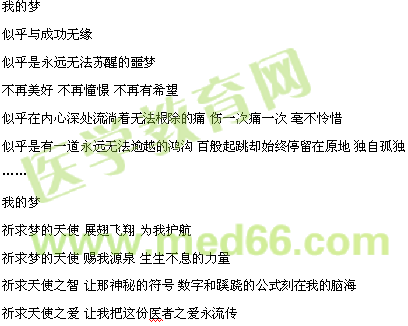 我的梦
似乎与成功无缘
似乎是永远无法苏醒的噩梦
不再美好 不再憧憬 不再有希望
似乎在内心深处流淌着无法根除的痛 伤一次痛一次 毫不怜惜
似乎是有一道永远无法逾越的鸿沟 百般起跳却始终停留在原地 独自孤独
……
我的梦
祈求梦的天使 展翅飞翔 为我护航
祈求梦的天使 赐我源泉 生生不息的力量
祈求天使之智 让那神秘的符号 数字和蹊跷的公式刻在我的脑海
祈求天使之爱 让我把这份医者之爱永流传
医学教育网
www.med66.com